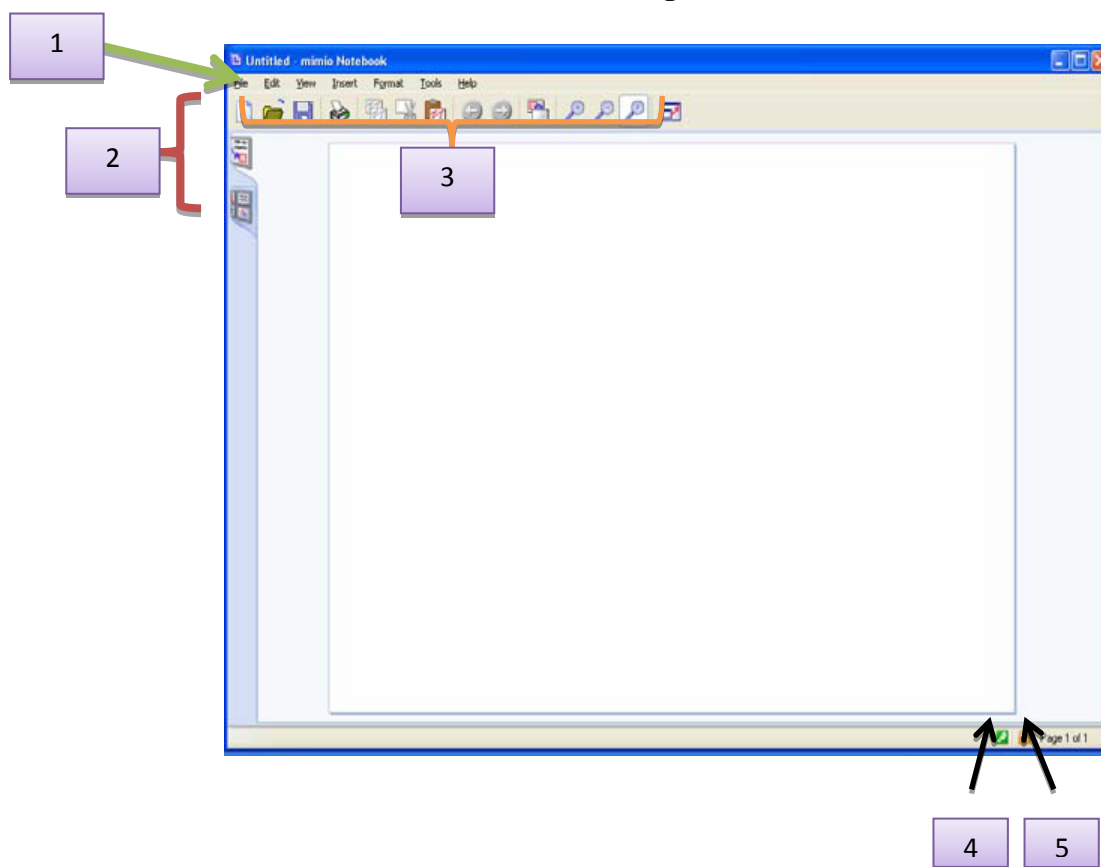 1
Untitled - mimio Notebook
File Edit View Insert Format Tools Help
2
3
Page 1 of 1
4 5